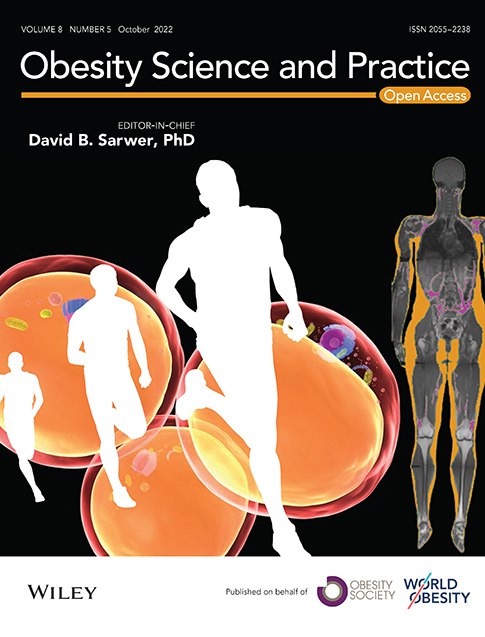 VOLUME 8 NUMBER 5 October 2022
ISSN 2055–2238
Obesity Science and Practice
Open Access
EDITOR-IN-CHIEF
David B. Sarwer, PhD
WILEY
Published on behalf of
OBESITY
SOCIETY
WORLD
OBESITY